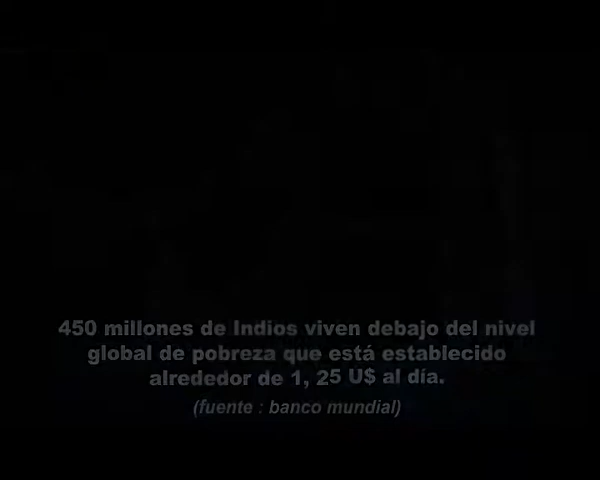 450 millones de Indios viven debajo del nivel
global de pobreza que está establecido
alrededor de 1, 25 U$ al día.
(fuente : banco mundial)